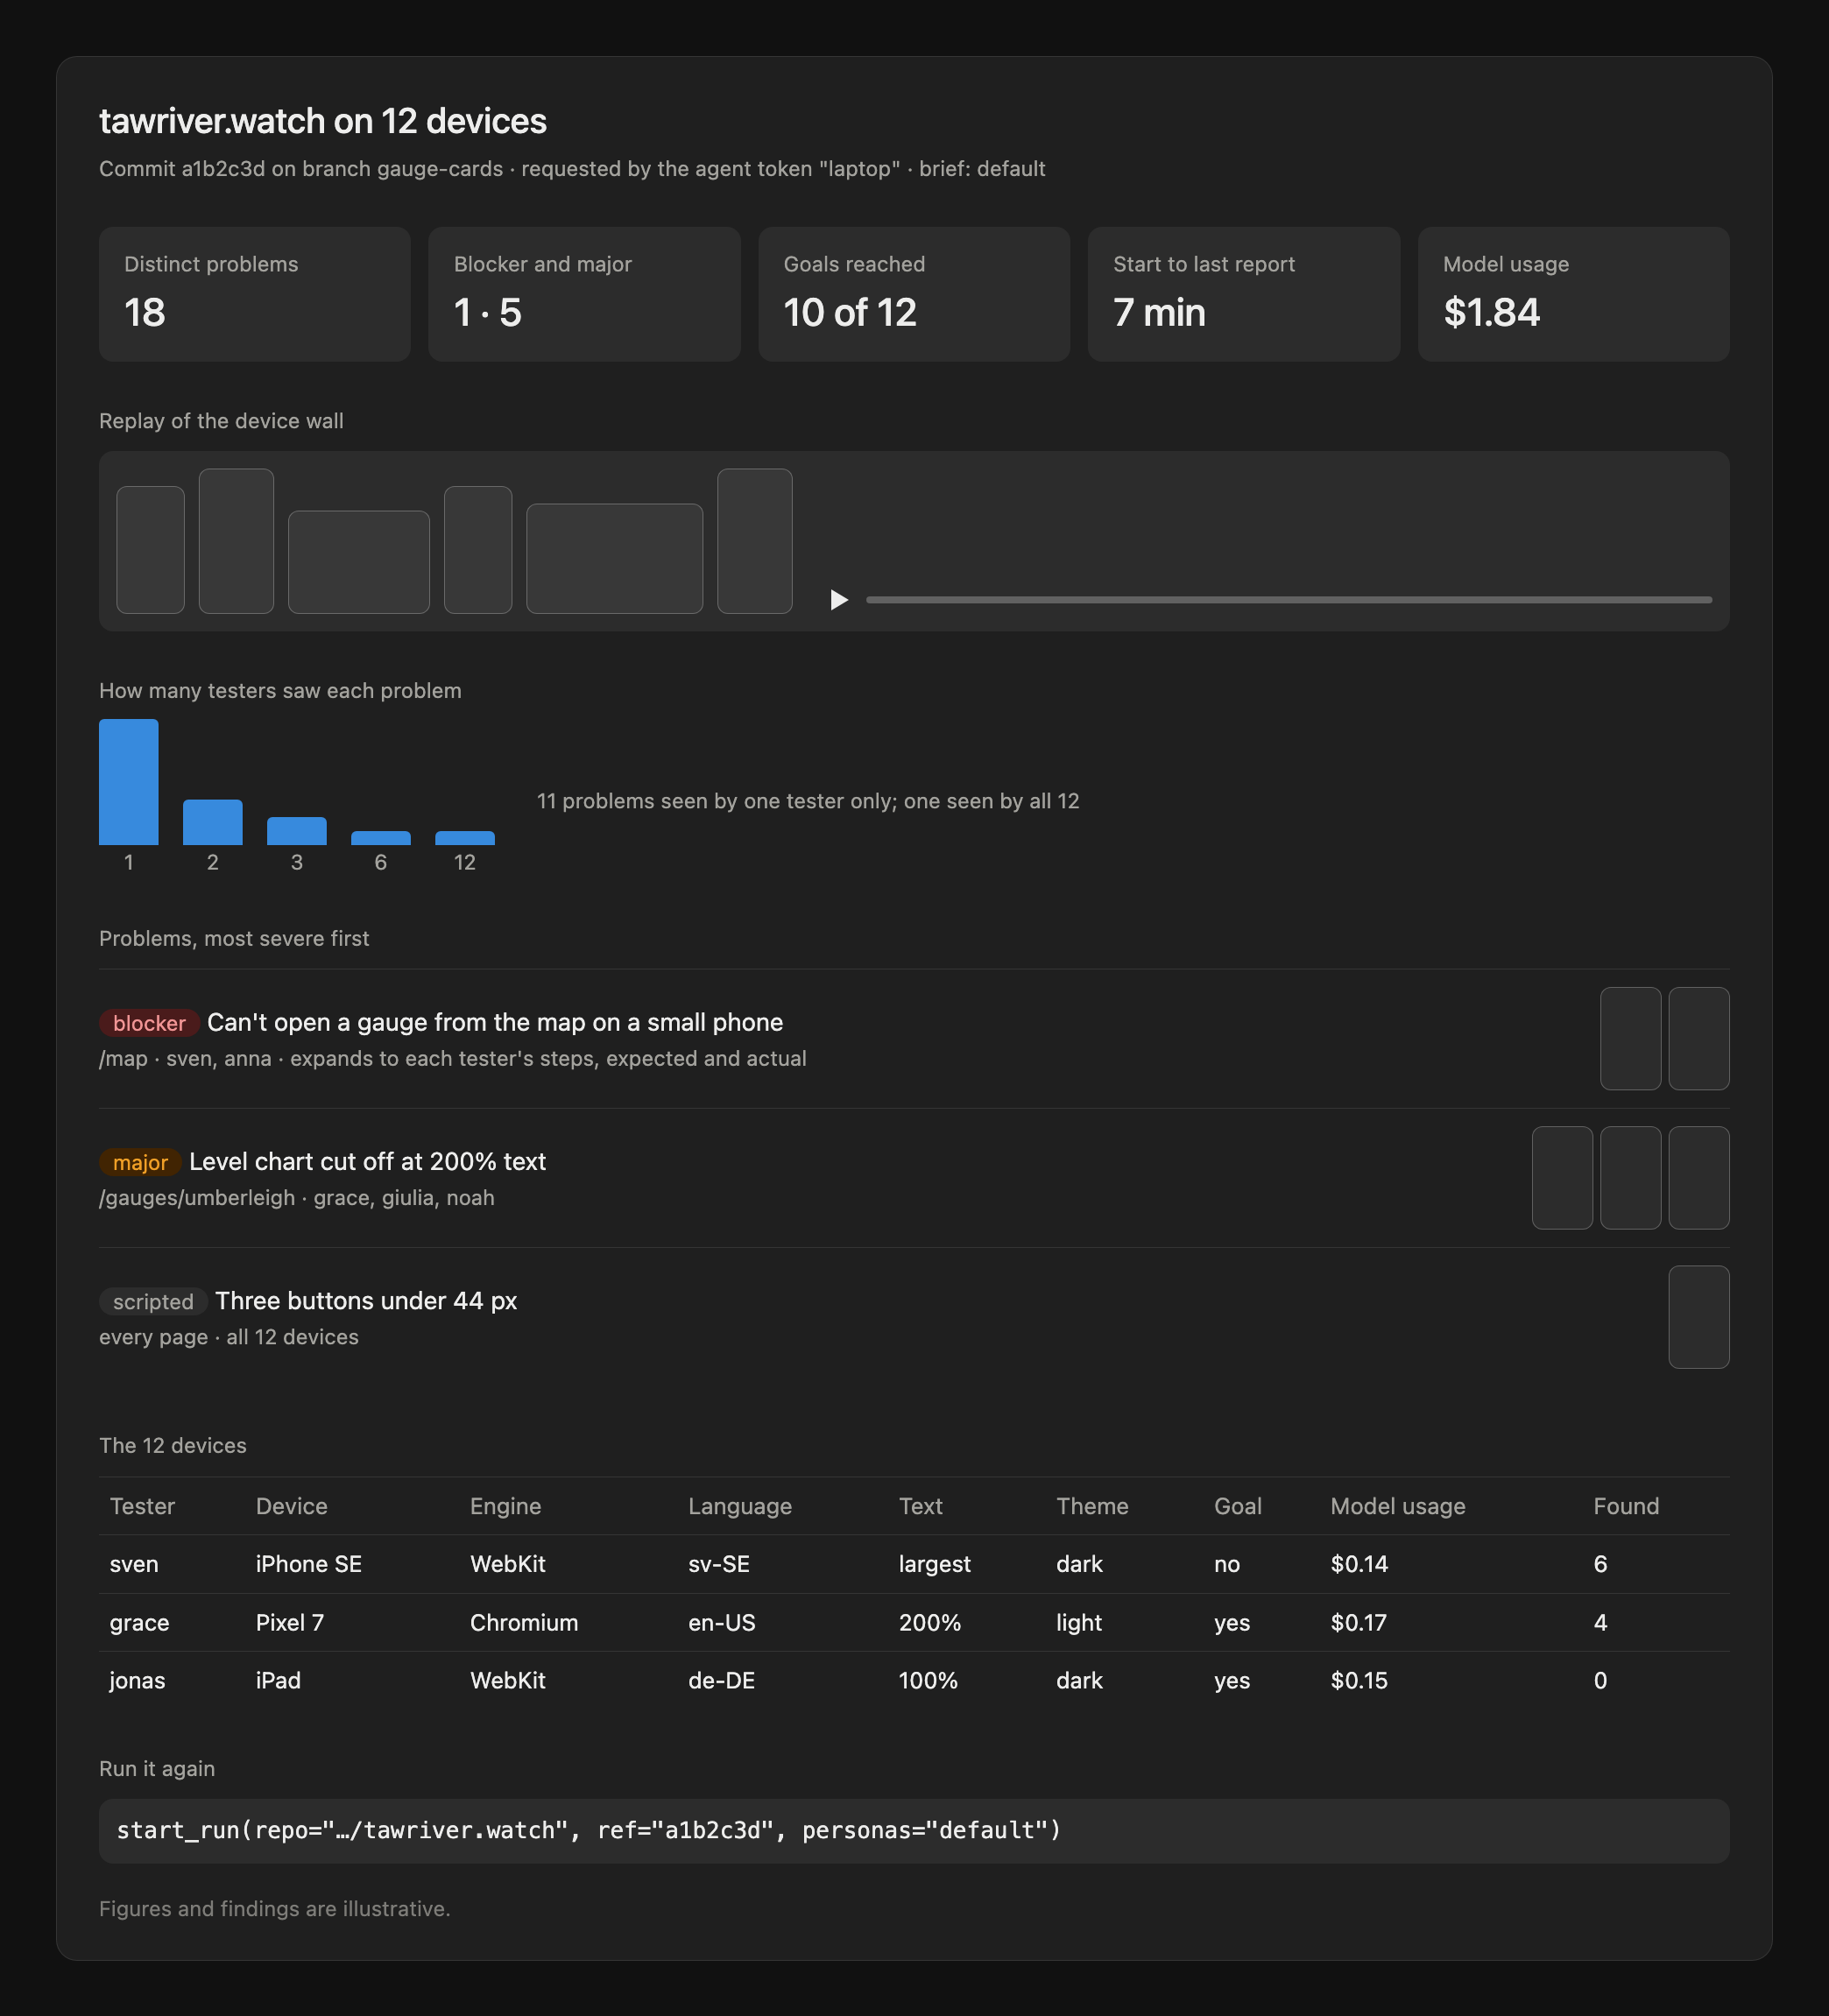 tawriver.watch on 12 devices
Commit a1b2c3d on branch gauge-cards · requested by the agent token "laptop" · brief: default
Distinct problems
18
Blocker and major
1 · 5
Goals reached
10 of 12
Start to last report
7 min
Model usage
$1.84
Replay of the device wall
How many testers saw each problem
11 problems seen by one tester only; one seen by all 12
1 2 3 6 12
Problems, most severe first
blocker Can't open a gauge from the map on a small phone
/map · sven, anna · expands to each tester's steps, expected and actual
major Level chart cut off at 200% text
/gauges/umberleigh · grace, giulia, noah
scripted Three buttons under 44 px
every page · all 12 devices
The 12 devices
Tester Device Engine Language Text Theme Goal Model usage Found
sven iPhone SE WebKit sv-SE largest dark no $0.14 6
grace Pixel 7 Chromium en-US 200% light yes $0.17 4
jonas iPad WebKit de-DE 100% dark yes $0.15 0
Run it again
start_run(repo="…/tawriver.watch", ref="a1b2c3d", personas="default")
Figures and findings are illustrative.